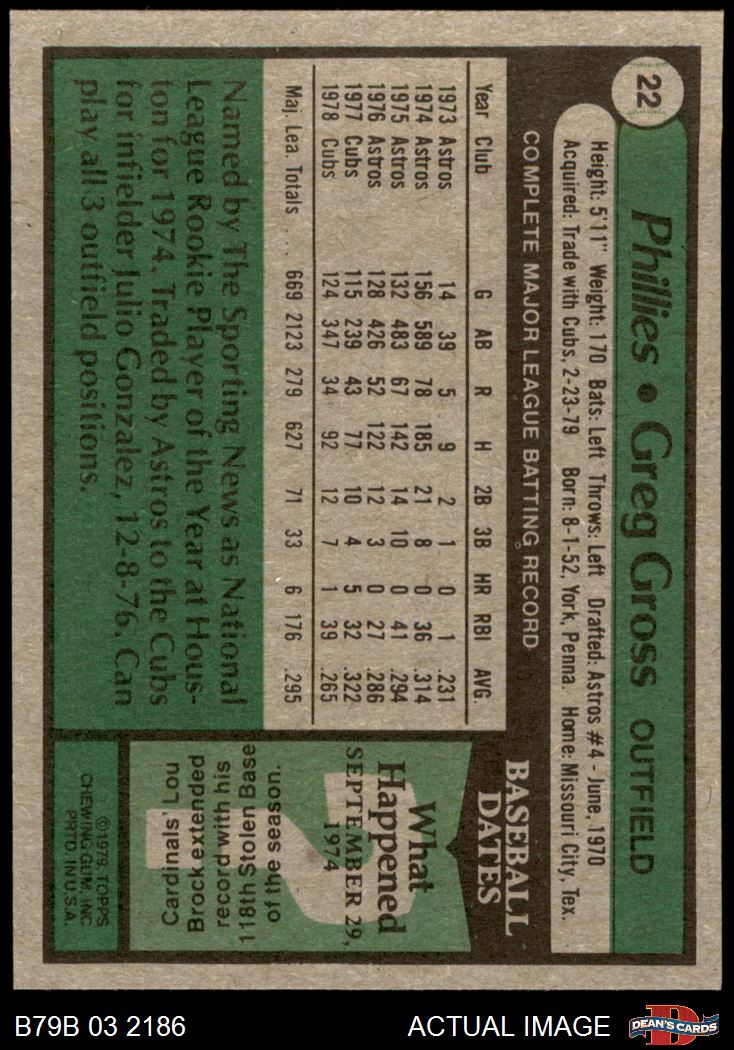 22
Phillies • Greg Gross OUTFIELD
Height: 5'11" Weight: 170 Bats: Left Throws: Left Drafted: Astros #4 - June, 1970
Acquired: Trade with Cubs, 2-23-79 Born: 8-1-52, York, Penna. Home: Missouri City, Tex.
COMPLETE MAJOR LEAGUE BATTING RECORD
Year Club G AB R H 2B 3B HR RBI AVG.
1973 Astros 14 39 5 9 2 1 0 1 .231
1974 Astros 156 589 78 185 21 8 0 36 .314
1975 Astros 132 483 67 142 14 10 0 41 .294
1976 Astros 128 426 52 122 12 3 0 27 .286
1977 Cubs 115 239 43 77 10 4 5 32 .322
1978 Cubs 124 347 34 92 12 7 1 39 .265
Maj. Lea. Totals . . . 669 2123 279 627 71 33 6 176 .295
Named by The Sporting News as National
League Rookie Player of the Year at Hous-
ton for 1974. Traded by Astros to the Cubs
for infielder Julio Gonzalez, 12-8-76. Can
play all 3 outfield positions.
BASEBALL
DATES
What
Happened
SEPTEMBER 29,
1974
?
Cardinals' Lou
Brock extended
record with his
118th Stolen Base
of the season.
©1979 TOPPS
CHEWING GUM, INC.
PRTD. IN U.S.A.
B79B 03 2186 ACTUAL IMAGE
D
DEAN'S CARDS